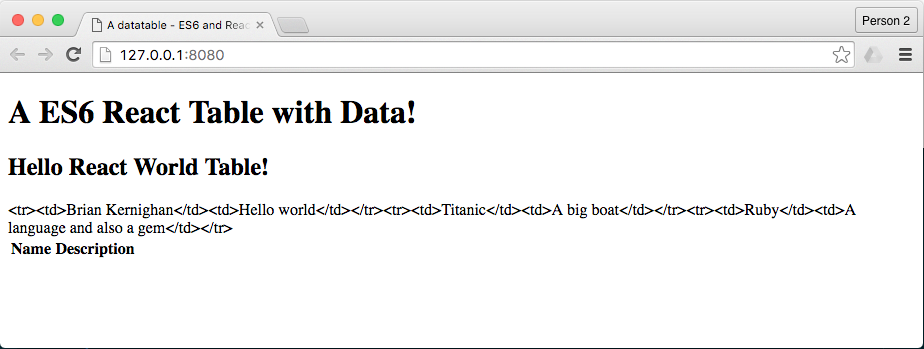 A datatable - ES6 and Reac
Person 2
127.0.0.1:8080
A ES6 React Table with Data!
Hello React World Table!
<tr><td>Brian Kernighan</td><td>Hello world</td></tr><tr><td>Titanic</td><td>A big boat</td></tr><tr><td>Ruby</td><td>A
language and also a gem</td></tr>
Name Description